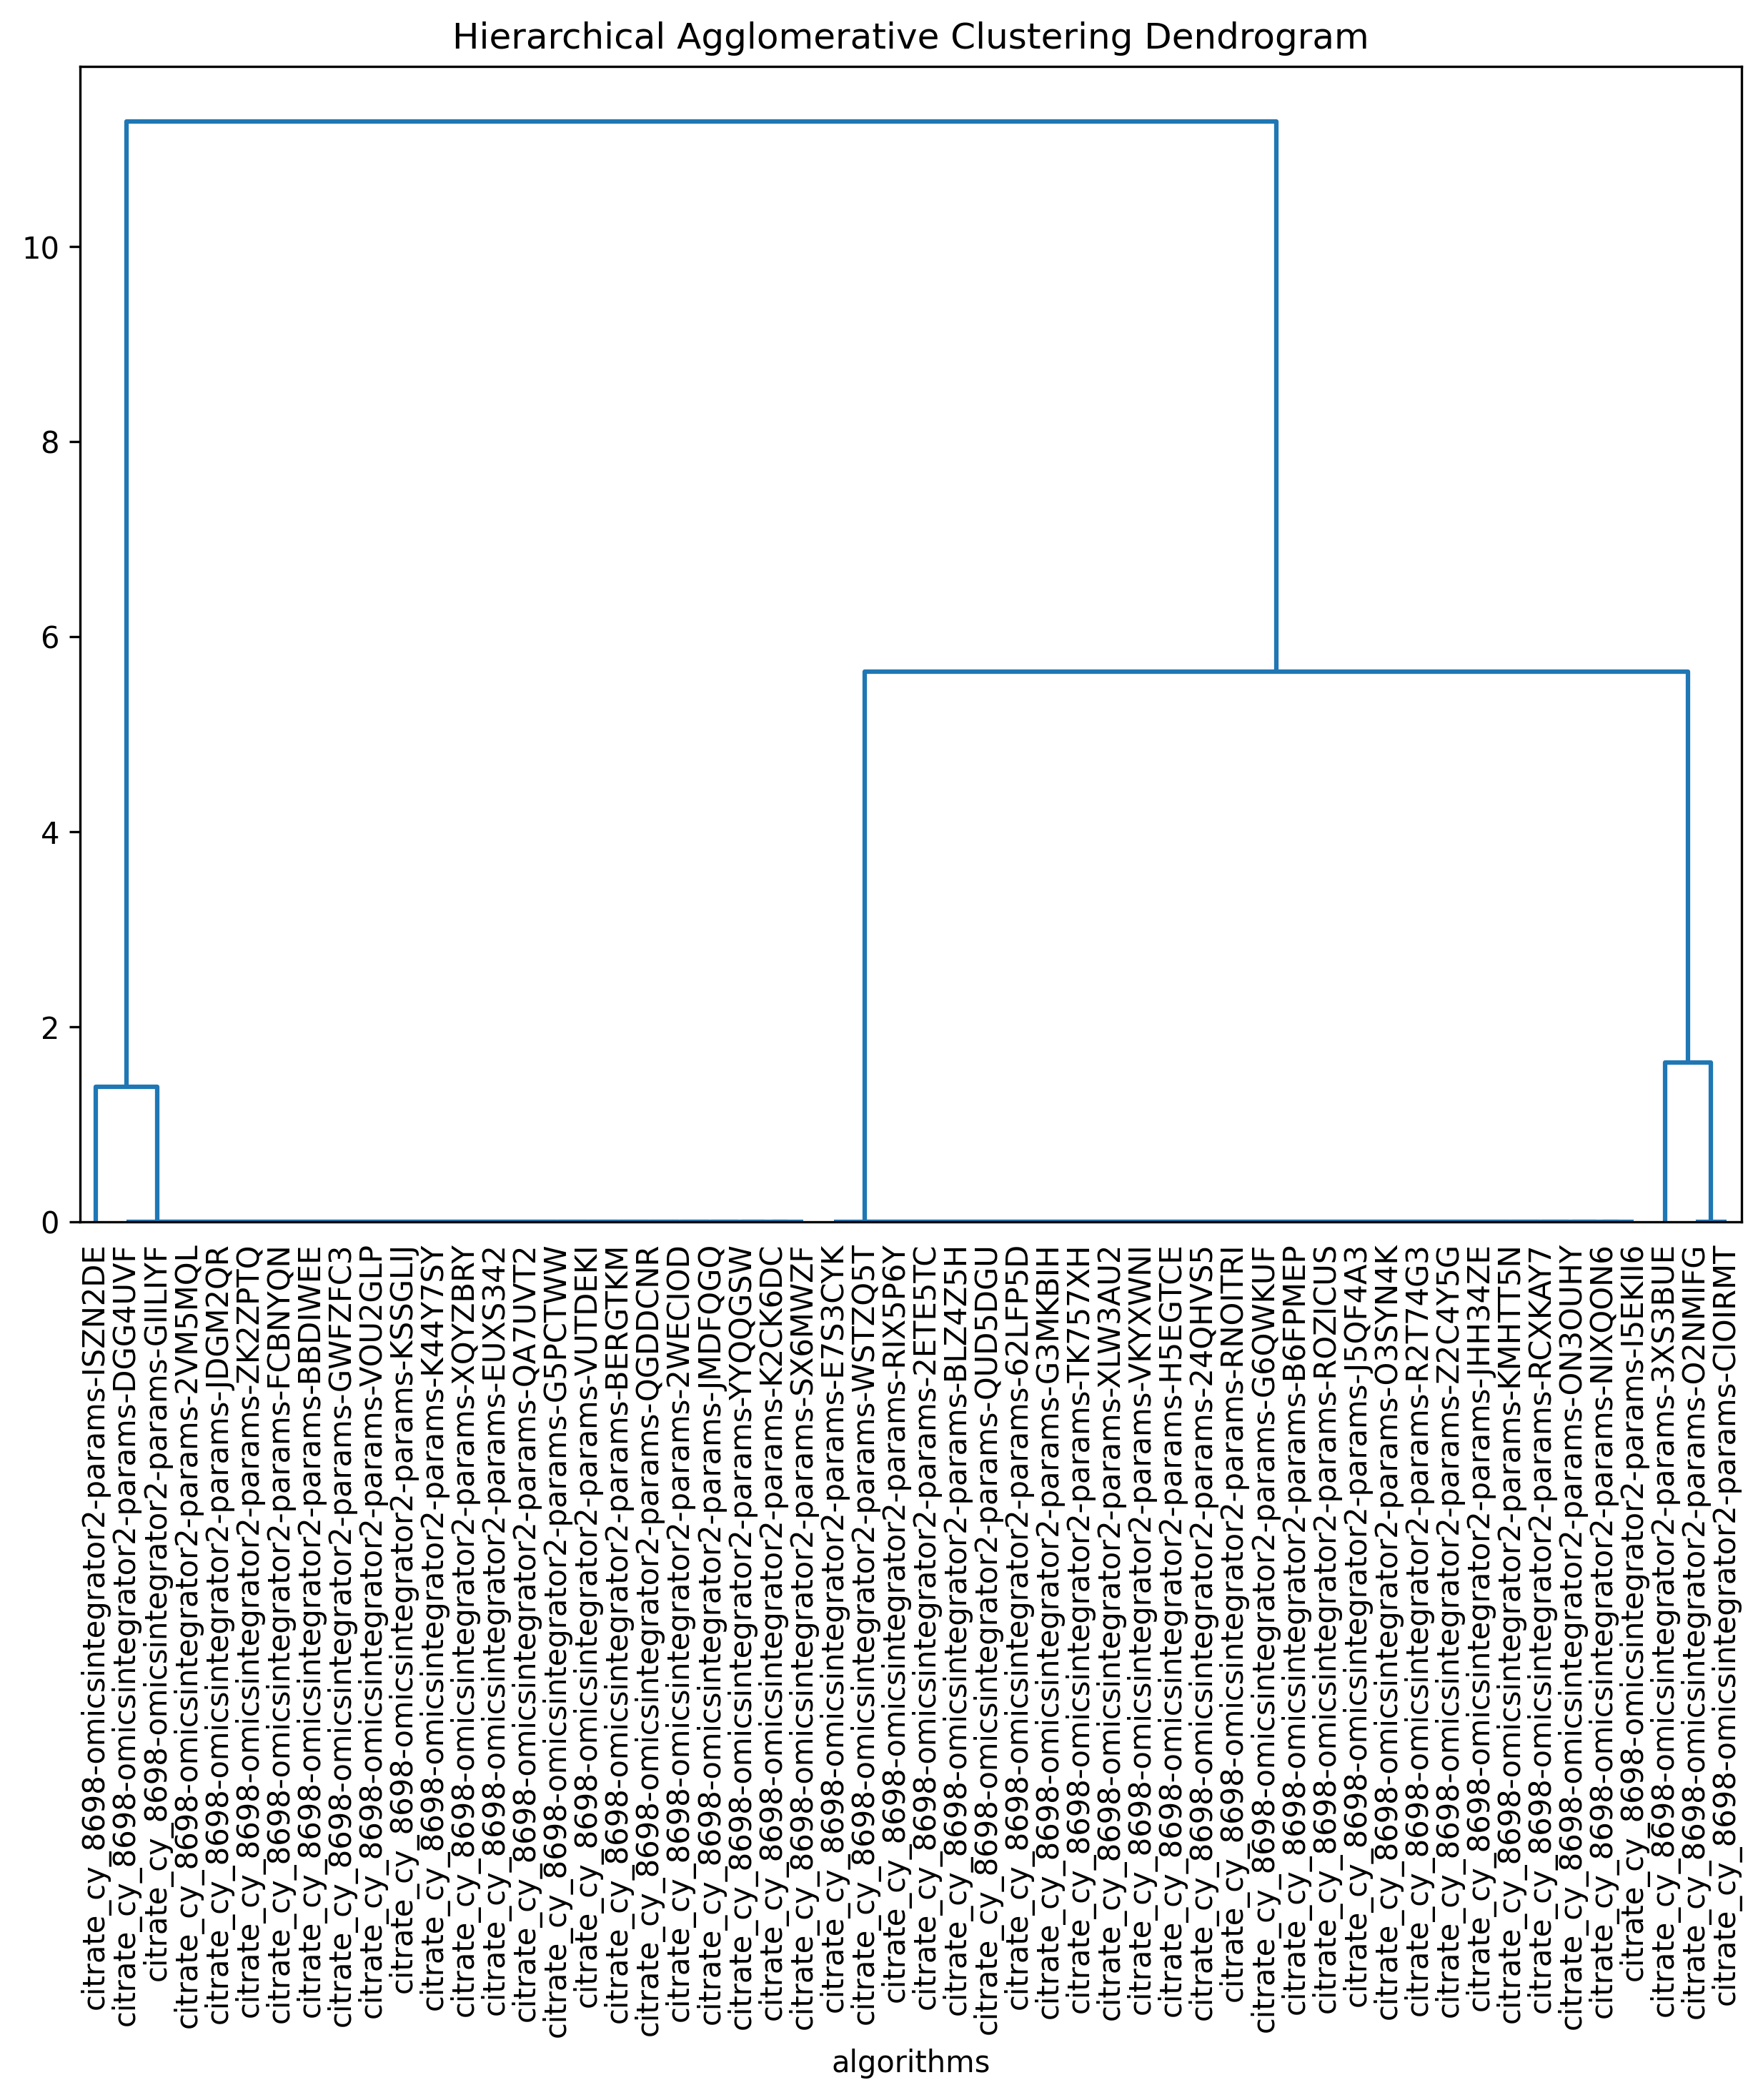 Hierarchical Agglomerative Clustering Dendrogram
10
8
6
4
2
0
citrate_cy_8698-omicsintegrator2-params-ISZN2DE
citrate_cy_8698-omicsintegrator2-params-DGG4UVF
citrate_cy_8698-omicsintegrator2-params-GIILIYF
citrate_cy_8698-omicsintegrator2-params-2VM5MQL
citrate_cy_8698-omicsintegrator2-params-JDGM2QR
citrate_cy_8698-omicsintegrator2-params-ZK2ZPTQ
citrate_cy_8698-omicsintegrator2-params-FCBNYQN
citrate_cy_8698-omicsintegrator2-params-BBDIWEE
citrate_cy_8698-omicsintegrator2-params-GWFZFC3
citrate_cy_8698-omicsintegrator2-params-VOU2GLP
citrate_cy_8698-omicsintegrator2-params-KSSGLIJ
citrate_cy_8698-omicsintegrator2-params-K44Y7SY
citrate_cy_8698-omicsintegrator2-params-XQYZBRY
citrate_cy_8698-omicsintegrator2-params-EUXS342
citrate_cy_8698-omicsintegrator2-params-QA7UVT2
citrate_cy_8698-omicsintegrator2-params-G5PCTWW
citrate_cy_8698-omicsintegrator2-params-VUTDEKI
citrate_cy_8698-omicsintegrator2-params-BERGTKM
citrate_cy_8698-omicsintegrator2-params-QGDDCNR
citrate_cy_8698-omicsintegrator2-params-2WECIOD
citrate_cy_8698-omicsintegrator2-params-JMDFQGQ
citrate_cy_8698-omicsintegrator2-params-YYQQGSW
citrate_cy_8698-omicsintegrator2-params-K2CK6DC
citrate_cy_8698-omicsintegrator2-params-SX6MWZF
citrate_cy_8698-omicsintegrator2-params-E7S3CYK
citrate_cy_8698-omicsintegrator2-params-WSTZQ5T
citrate_cy_8698-omicsintegrator2-params-RIX5P6Y
citrate_cy_8698-omicsintegrator2-params-2ETE5TC
citrate_cy_8698-omicsintegrator2-params-BLZ4Z5H
citrate_cy_8698-omicsintegrator2-params-QUD5DGU
citrate_cy_8698-omicsintegrator2-params-62LFP5D
citrate_cy_8698-omicsintegrator2-params-G3MKBIH
citrate_cy_8698-omicsintegrator2-params-TK757XH
citrate_cy_8698-omicsintegrator2-params-XLW3AU2
citrate_cy_8698-omicsintegrator2-params-VKYXWNI
citrate_cy_8698-omicsintegrator2-params-H5EGTCE
citrate_cy_8698-omicsintegrator2-params-24QHVS5
citrate_cy_8698-omicsintegrator2-params-RNOITRI
citrate_cy_8698-omicsintegrator2-params-G6QWKUF
citrate_cy_8698-omicsintegrator2-params-B6FPMEP
citrate_cy_8698-omicsintegrator2-params-ROZICUS
citrate_cy_8698-omicsintegrator2-params-J5QF4A3
citrate_cy_8698-omicsintegrator2-params-O3SYN4K
citrate_cy_8698-omicsintegrator2-params-R2T74G3
citrate_cy_8698-omicsintegrator2-params-Z2C4Y5G
citrate_cy_8698-omicsintegrator2-params-JHH34ZE
citrate_cy_8698-omicsintegrator2-params-KMHTT5N
citrate_cy_8698-omicsintegrator2-params-RCXKAY7
citrate_cy_8698-omicsintegrator2-params-ON3OUHY
citrate_cy_8698-omicsintegrator2-params-NIXQON6
citrate_cy_8698-omicsintegrator2-params-I5EKII6
citrate_cy_8698-omicsintegrator2-params-3XS3BUE
citrate_cy_8698-omicsintegrator2-params-O2NMIFG
citrate_cy_8698-omicsintegrator2-params-CIOIRMT
algorithms